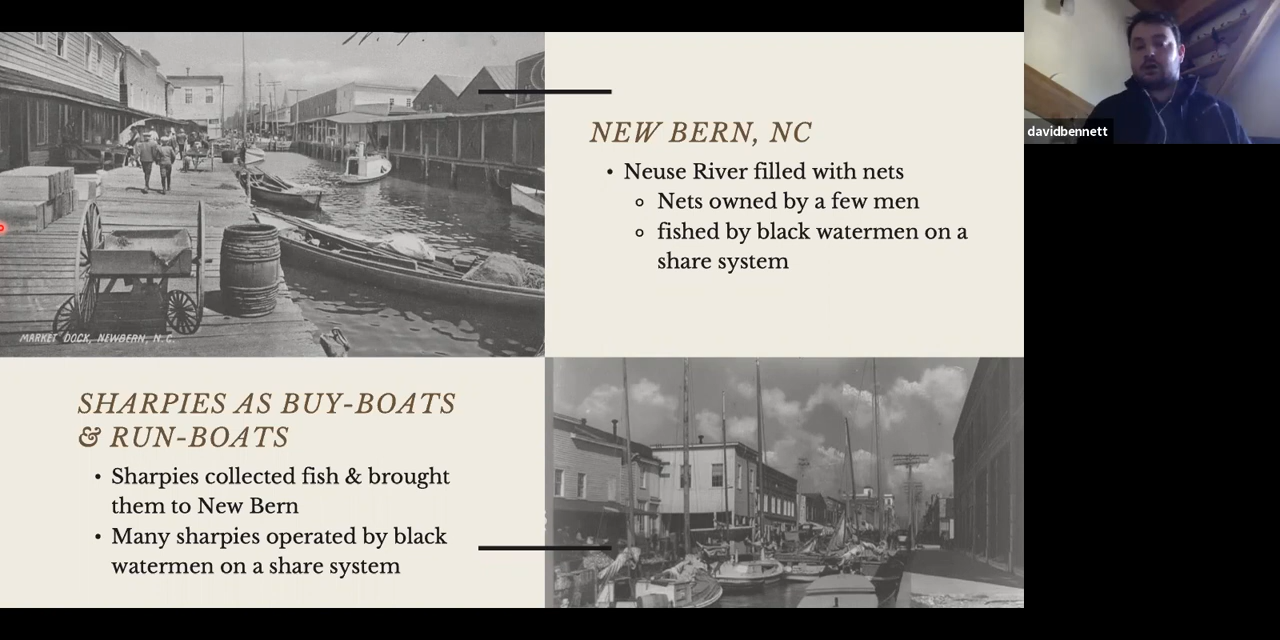 NEW BERN, NC
• Neuse River filled with nets
◦ Nets owned by a few men
◦ fished by black watermen on a
share system
MARKET DOCK, NEWBERN, N.C.
SHARPIES AS BUY-BOATS
& RUN-BOATS
• Sharpies collected fish & brought
them to New Bern
• Many sharpies operated by black
watermen on a share system
davidbennett